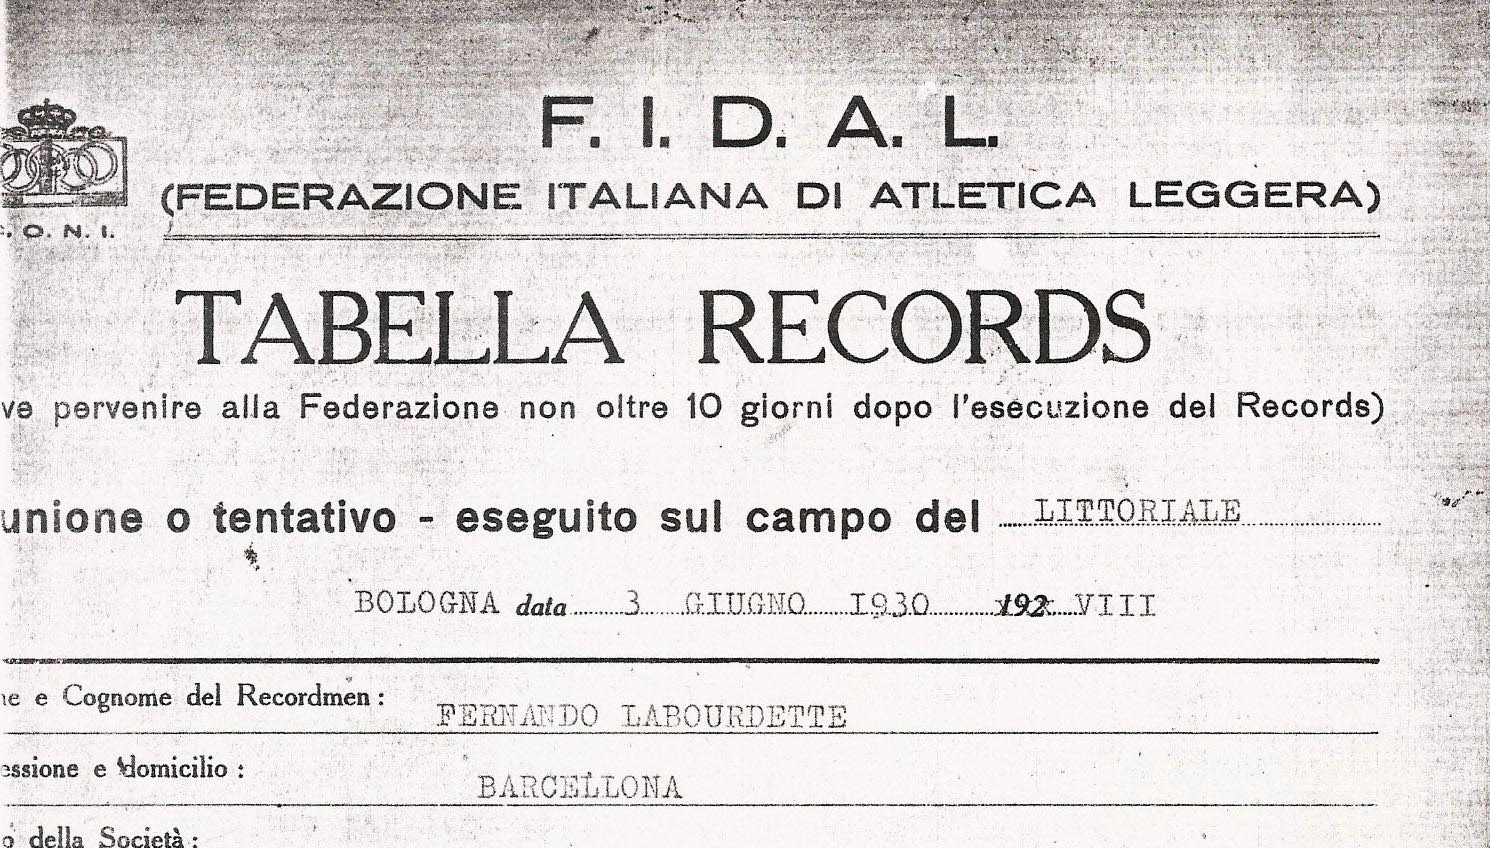 F. I. D. A. L.
(FEDERAZIONE ITALIANA DI ATLETICA LEGGERA)
. O. N. I.
TABELLA RECORDS
ve pervenire alla Federazione non oltre 10 giorni dopo l'esecuzione del Records)
unione o tentativo - eseguito sul campo del LITTORIALE
BOLOGNA data 3 GIUGNO 1930 192 VIII
e e Cognome del Recordmen:
FERNANDO LABOURDETTE
essione e domicilio:
BARCELLONA
o della Società: